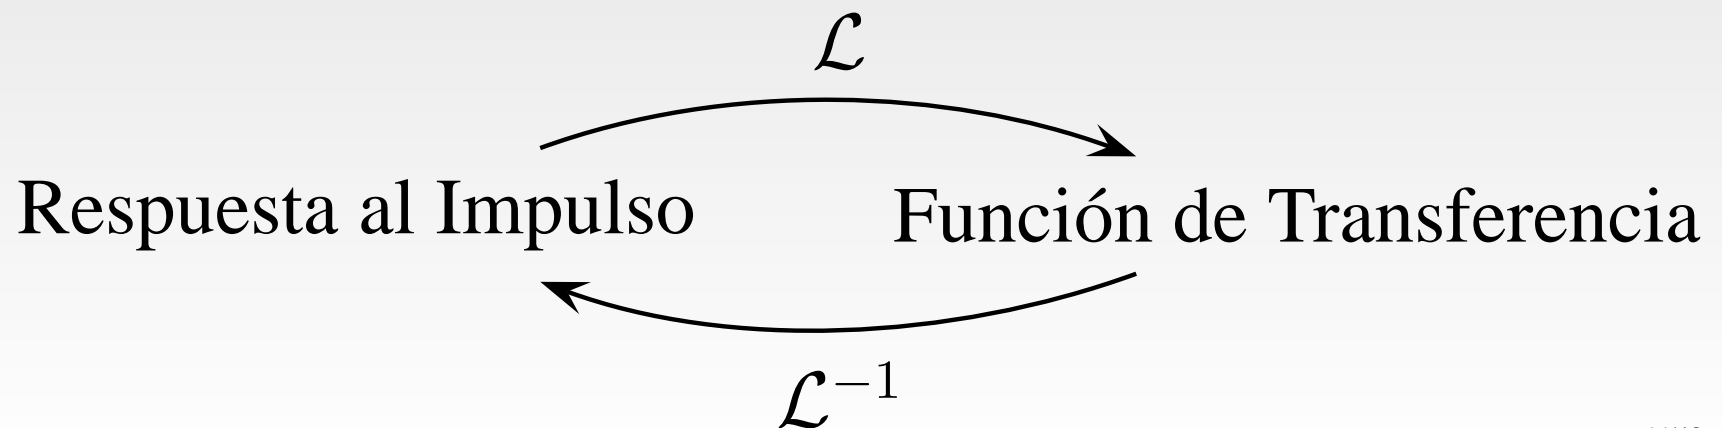 ℒ
Respuesta al Impulso Función de Transferencia
ℒ⁻¹